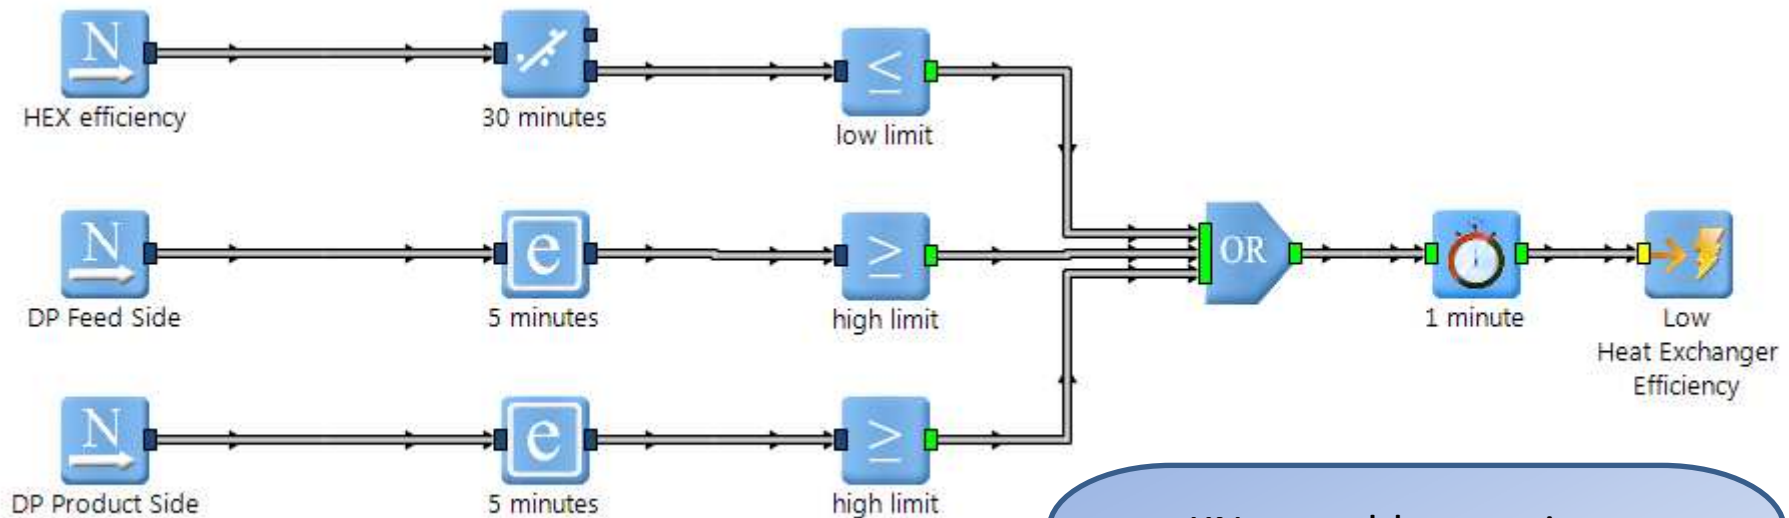 N
HEX efficiency
30 minutes
≤
low limit
N
DP Feed Side
e
5 minutes
≥
high limit
OR
1 minute
Low
Heat Exchanger
Efficiency
N
DP Product Side
e
5 minutes
≥
high limit